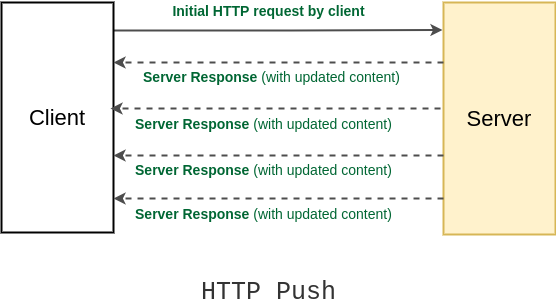 Initial HTTP request by client
Server Response (with updated content)
Client
Server
Server Response (with updated content)
Server Response (with updated content)
Server Response (with updated content)
HTTP Push